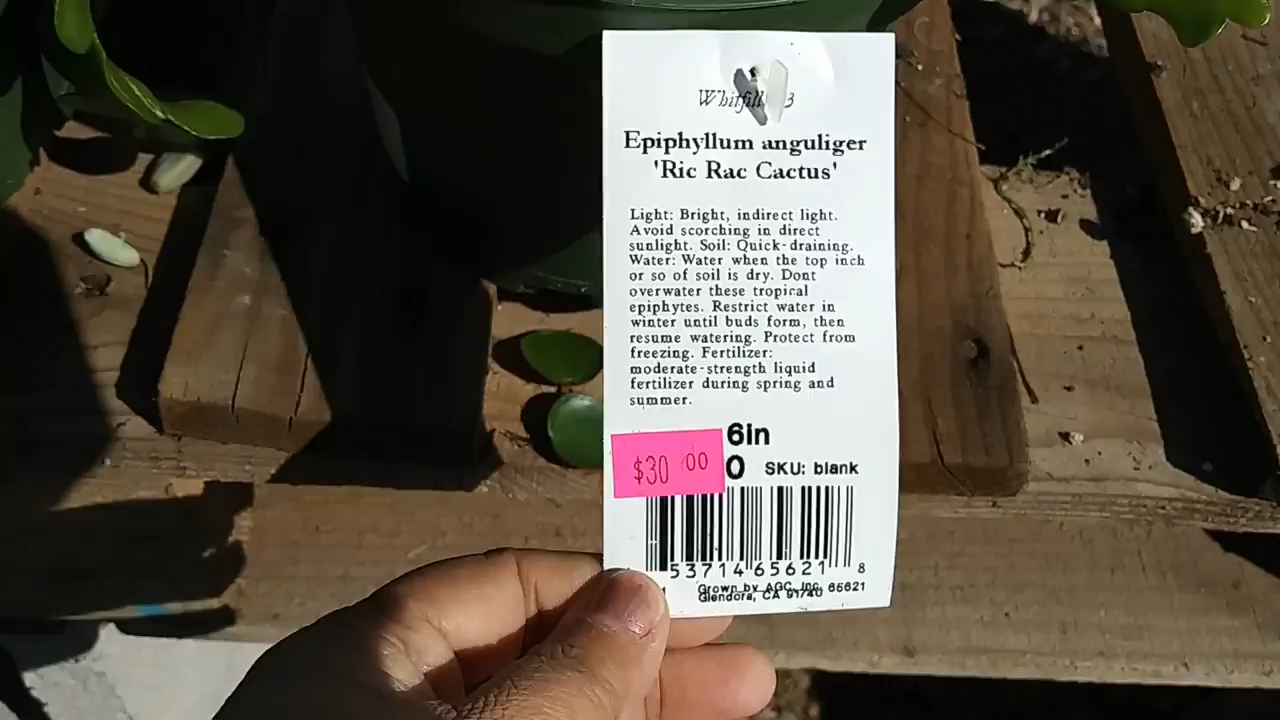 Whitfill 3
Epiphyllum anguliger
'Ric Rac Cactus'
Light: Bright, indirect light.
Avoid scorching in direct
sunlight. Soil: Quick-draining.
Water: Water when the top inch
or so of soil is dry. Dont
overwater these tropical
epiphytes. Restrict water in
winter until buds form, then
resume watering. Protect from
freezing. Fertilizer:
moderate-strength liquid
fertilizer during spring and
summer.
6in
$30 00
0 SKU: blank
53714 65621 8
Grown by AGC, Inc. 65621
Glendora, CA 91740